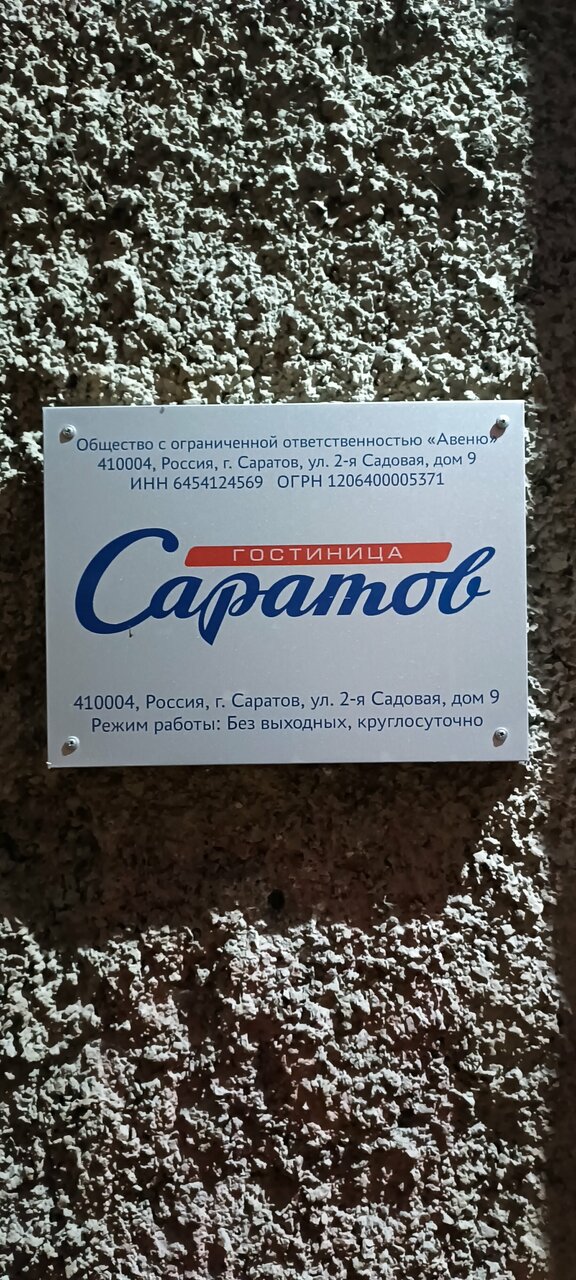 Общество с ограниченной ответственностью «Авеню»
410004, Россия, г. Саратов, ул. 2-я Садовая, дом 9
ИНН 6454124569 ОГРН 1206400005371
ГОСТИНИЦА
Саратов
410004, Россия, г. Саратов, ул. 2-я Садовая, дом 9
Режим работы: Без выходных, круглосуточно